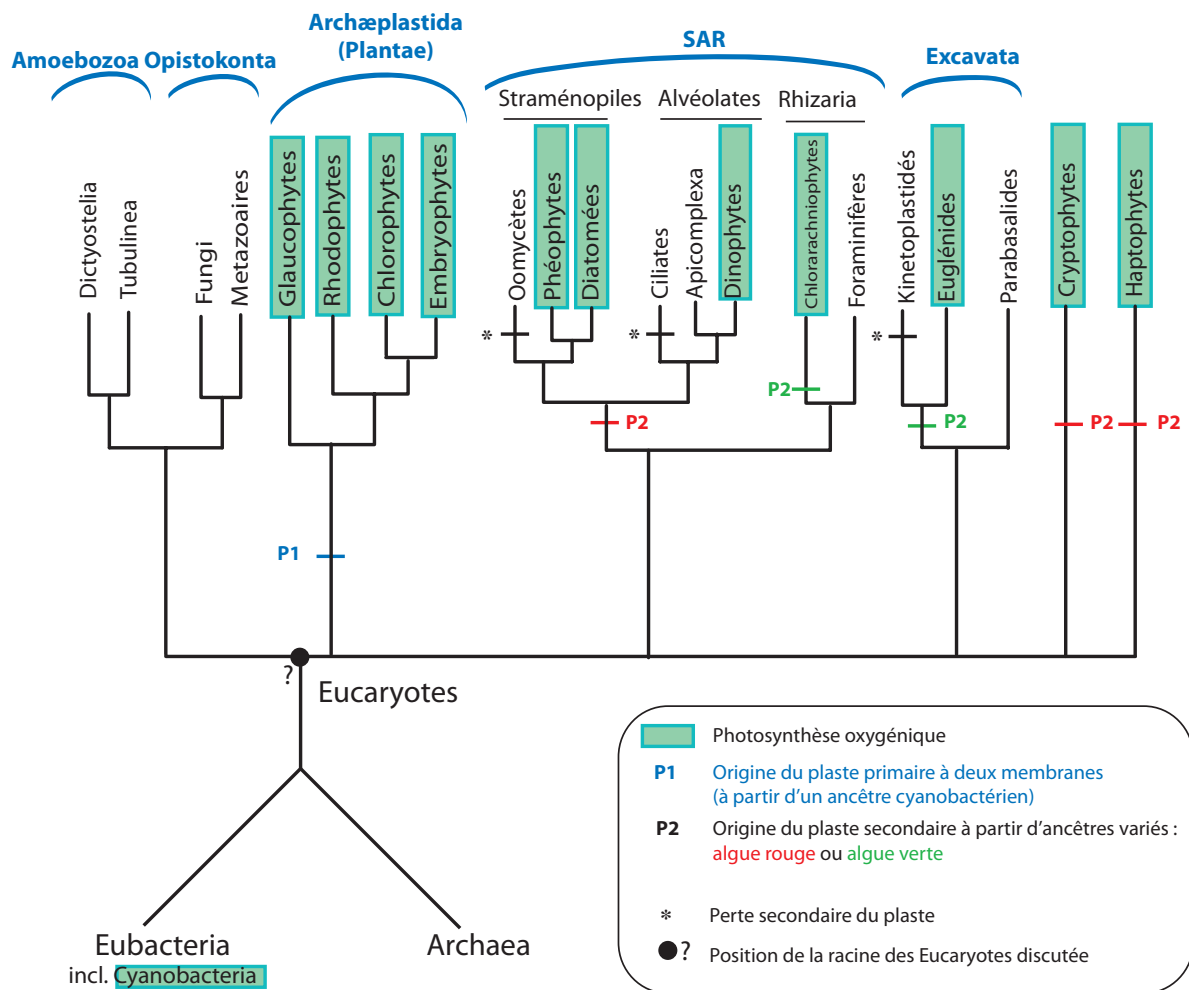 Archæplastida
(Plantae)
SAR
Amoebozoa Opistokonta
Excavata
Straménopiles
Alvéolates
Rhizaria
Dictyostelia
Tubulinea
Fungi
Metazoaires
Glaucophytes
Rhodophytes
Chlorophytes
Embryophytes
Oomycètes
Phéophytes
Diatomées
Ciliates
Apicomplexa
Dinophytes
Chlorarachniophytes
Foraminifères
Kinetoplastidés
Euglénides
Parabasalides
Cryptophytes
Haptophytes
*
*
*
P2
P2
P2
P2
P2
P1
?
Eucaryotes
Eubacteria
incl. Cyanobacteria
Archaea
Photosynthèse oxygénique
P1 Origine du plaste primaire à deux membranes
(à partir d'un ancêtre cyanobactérien)
P2 Origine du plaste secondaire à partir d'ancêtres variés :
algue rouge ou algue verte
* Perte secondaire du plaste
? Position de la racine des Eucaryotes discutée